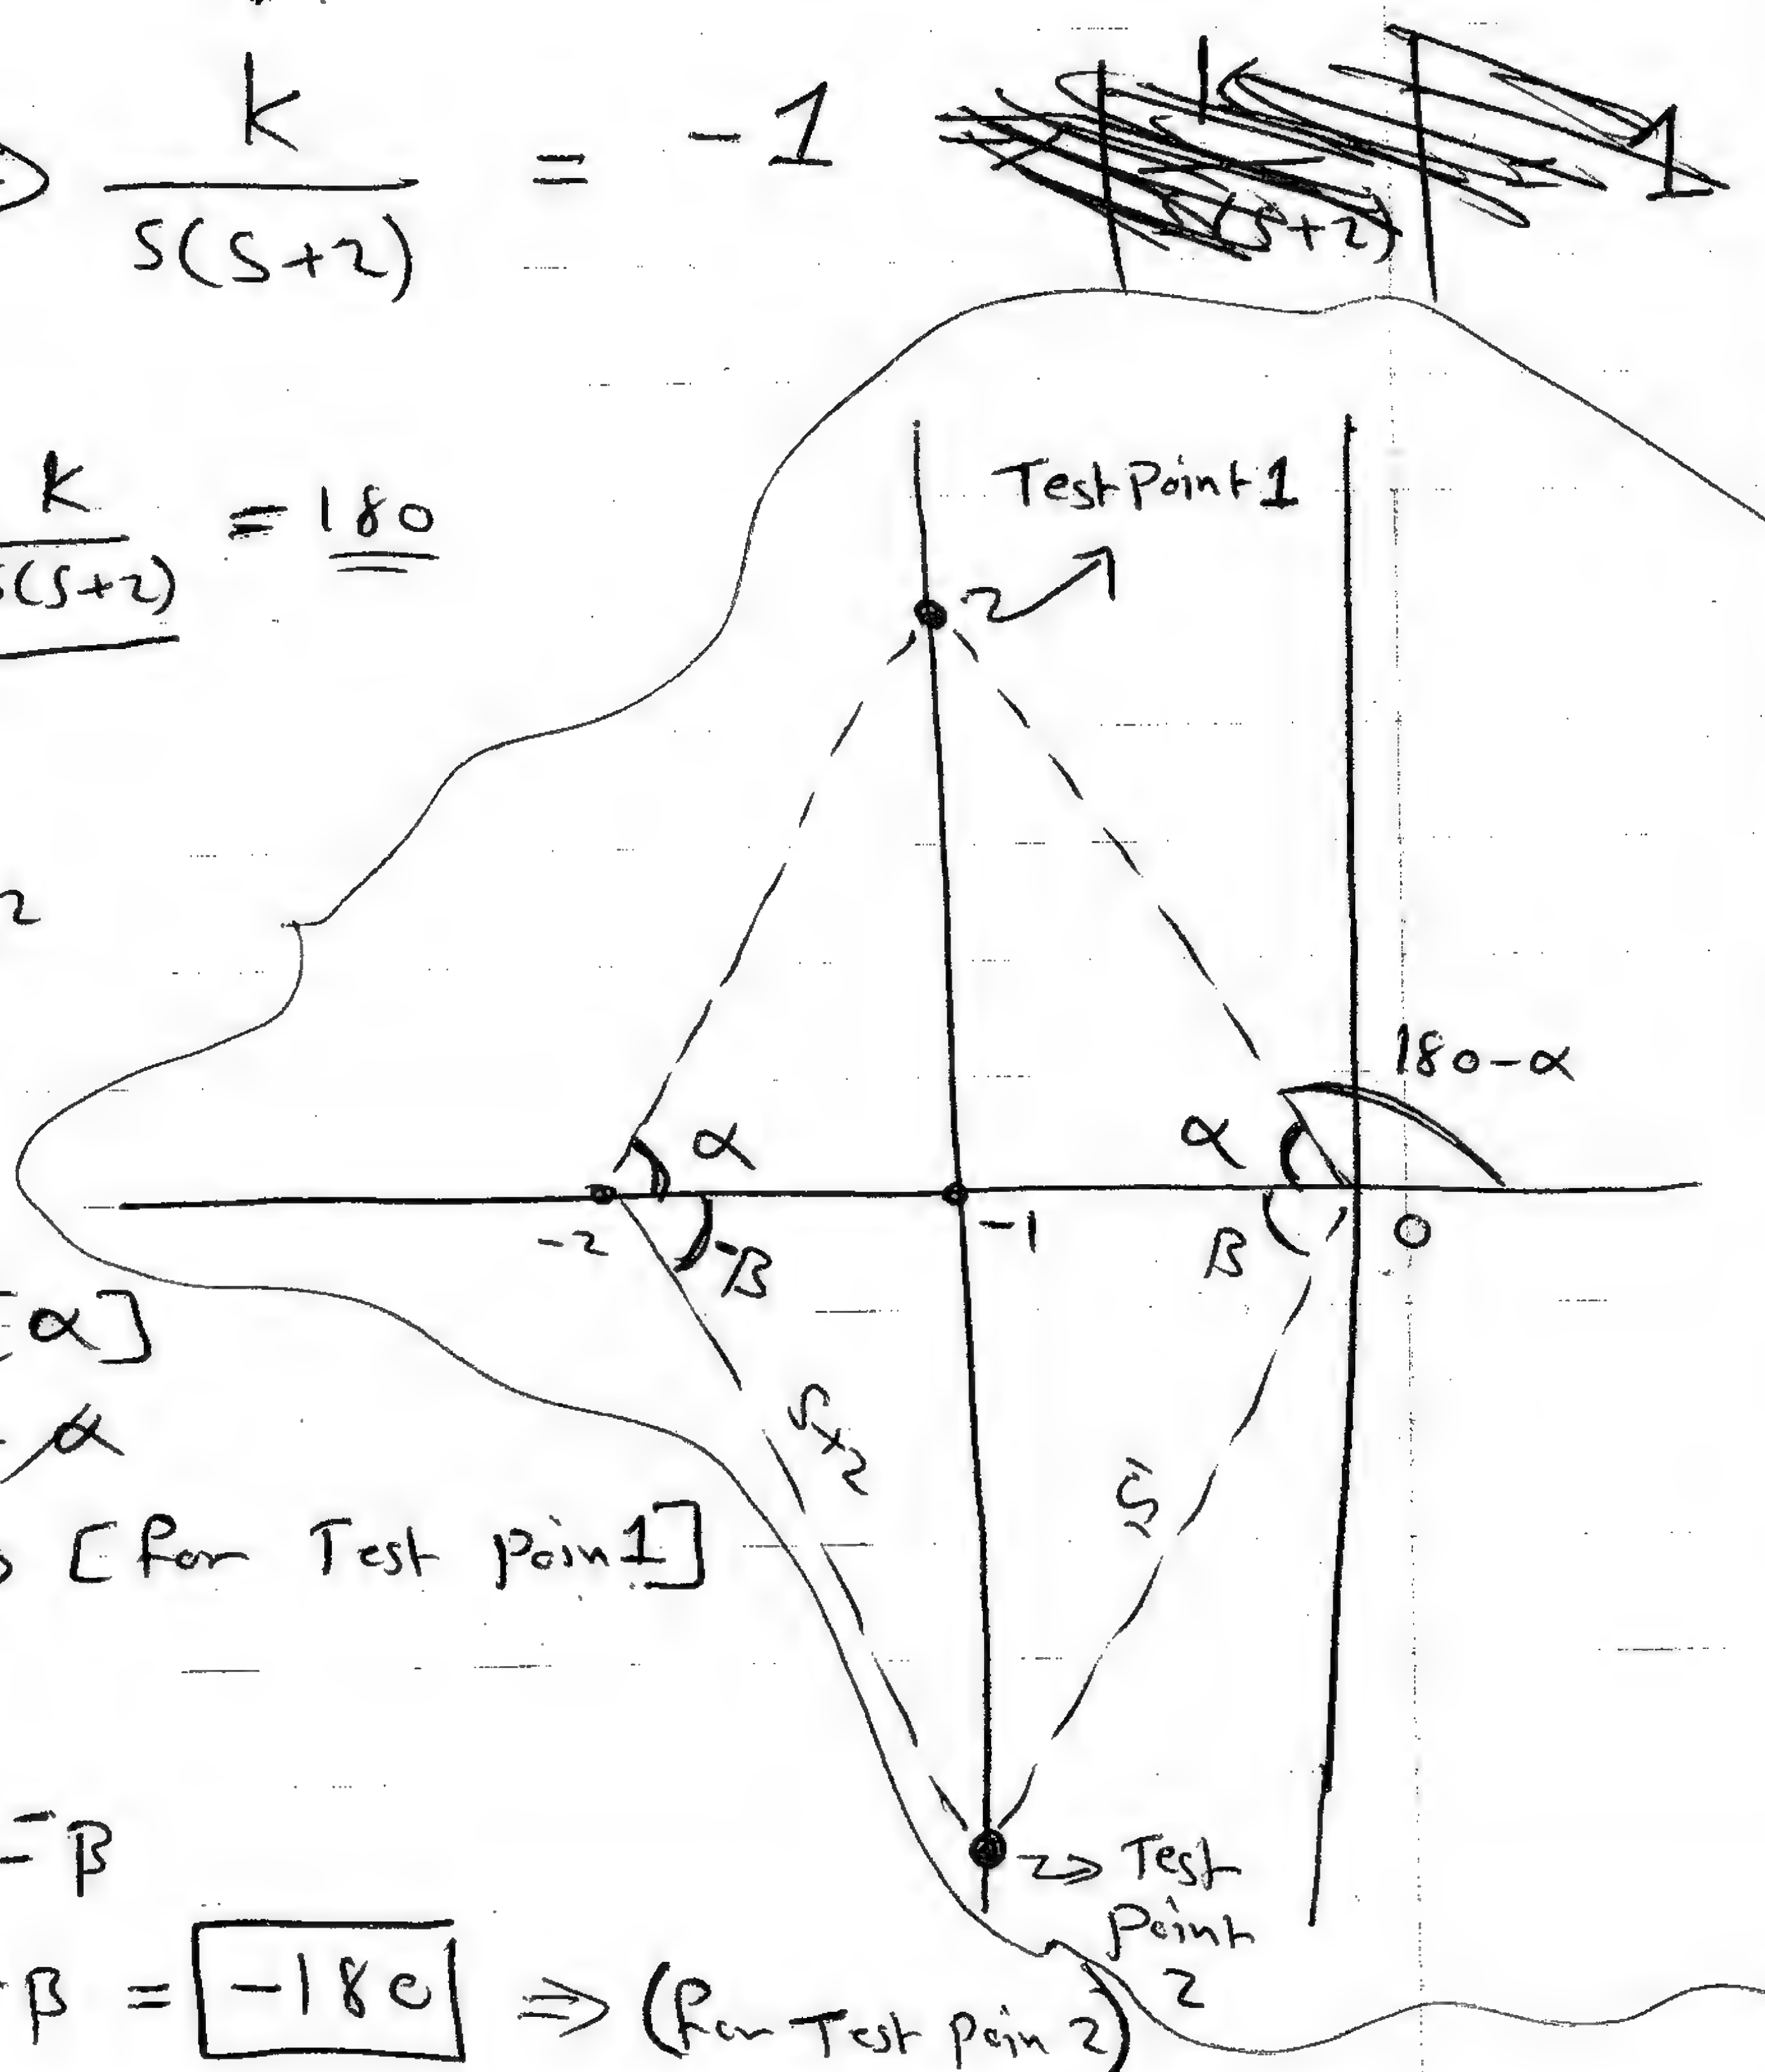 k / s(s+2) = -1
k / s(s+2) = 180
Test Point 1
2
180-α
α α
-2 -1 0
-β β
[α]
α
s+2 s
[for Test poin1]
-β
Test
β = -180 ⇒ (for Test poin 2)
point
2